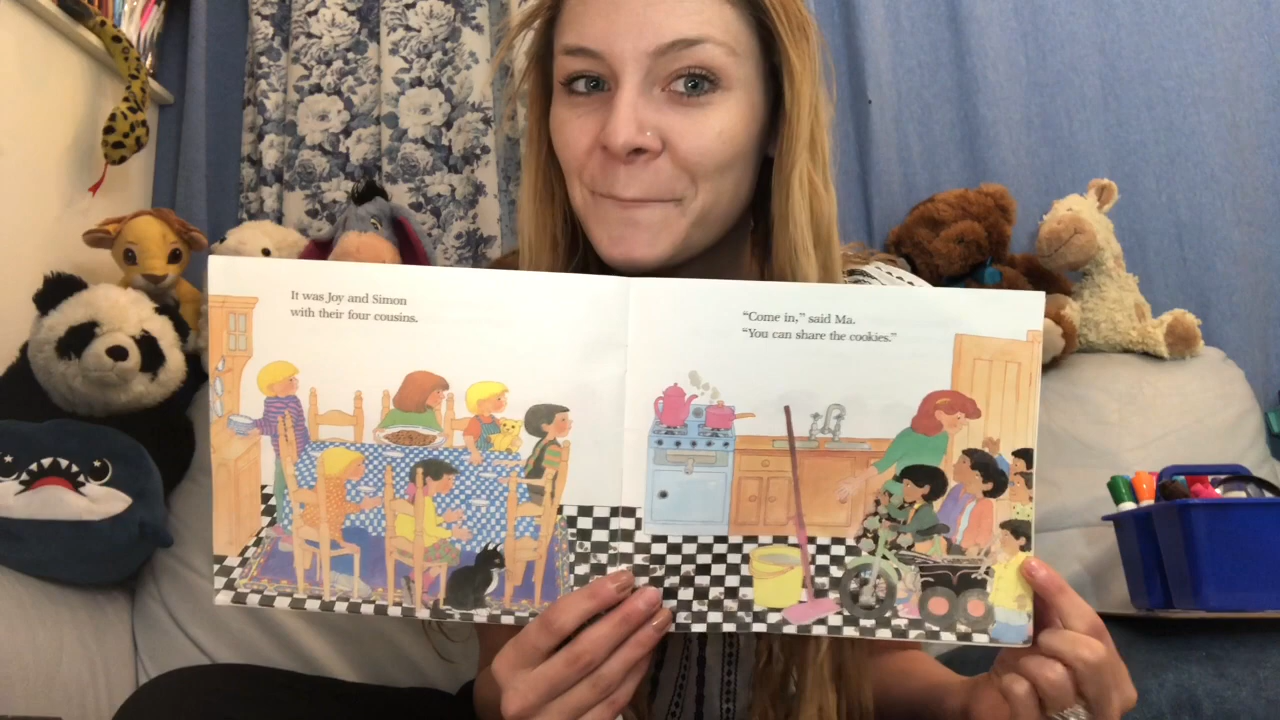 It was Joy and Simon
with their four cousins.
“Come in,” said Ma.
“You can share the cookies.”